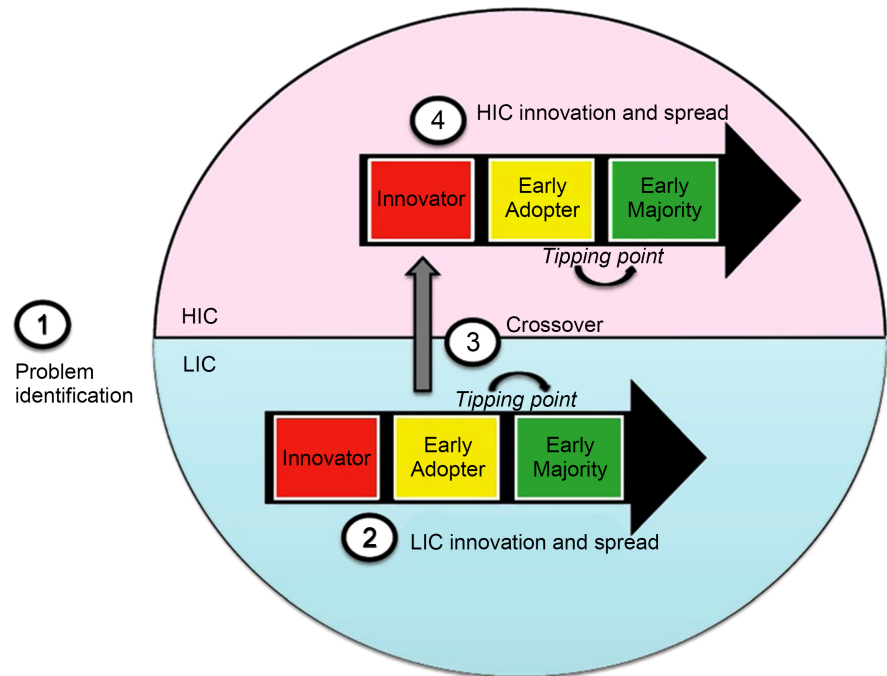 4
HIC innovation and spread
Innovator
Early
Adopter
Early
Majority
Tipping point
HIC
1
Problem
identification
3
Crossover
LIC
Tipping point
Innovator
Early
Adopter
Early
Majority
2
LIC innovation and spread